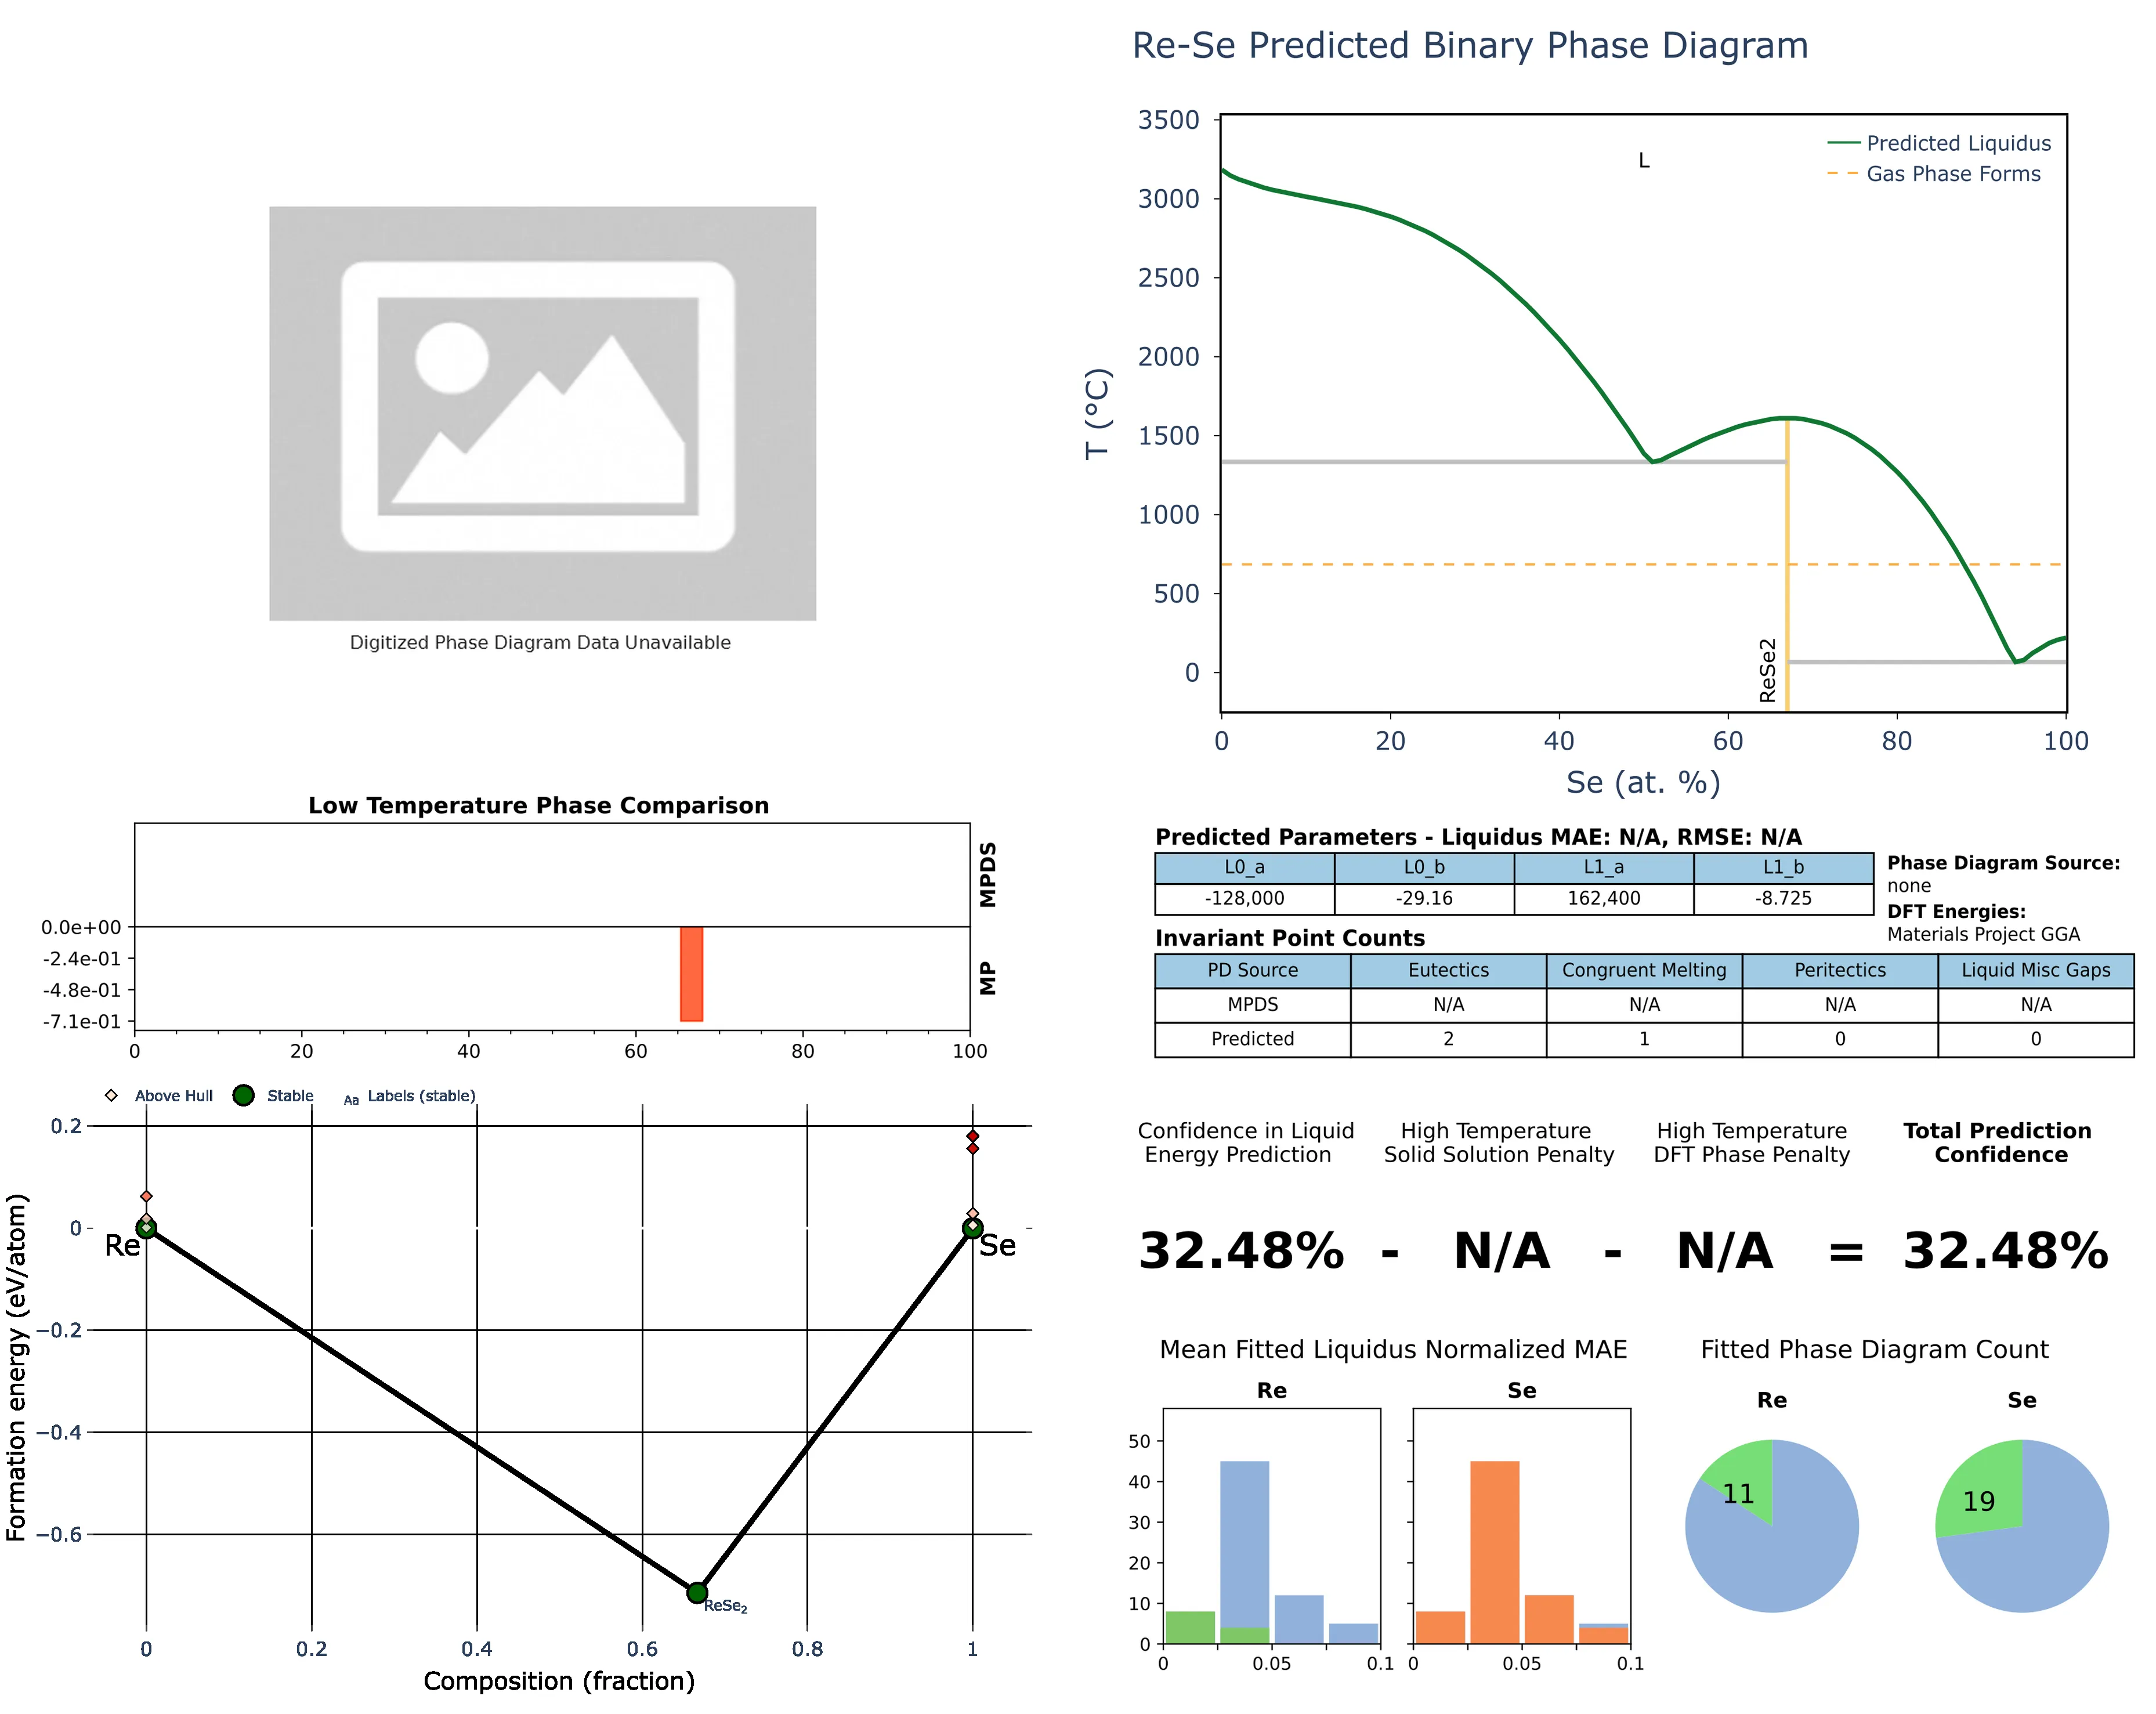 Digitized Phase Diagram Data Unavailable
Re-Se Predicted Binary Phase Diagram
3500
3000
2500
2000
1500
1000
500
0
T (°C)
L
Predicted Liquidus
Gas Phase Forms
ReSe2
0 20 40 60 80 100
Se (at. %)
Low Temperature Phase Comparison
MPDS
MP
0.0e+00
-2.4e-01
-4.8e-01
-7.1e-01
0 20 40 60 80 100
Above Hull Stable Aa Labels (stable)
0.2
0
−0.2
−0.4
−0.6
Formation energy (eV/atom)
Re
Se
ReSe2
0 0.2 0.4 0.6 0.8 1
Composition (fraction)
Predicted Parameters - Liquidus MAE: N/A, RMSE: N/A
L0_a L0_b L1_a L1_b
-128,000 -29.16 162,400 -8.725
Phase Diagram Source:
none
DFT Energies:
Materials Project GGA
Invariant Point Counts
PD Source Eutectics Congruent Melting Peritectics Liquid Misc Gaps
MPDS N/A N/A N/A N/A
Predicted 2 1 0 0
Confidence in Liquid
Energy Prediction
High Temperature
Solid Solution Penalty
High Temperature
DFT Phase Penalty
Total Prediction
Confidence
32.48% - N/A - N/A = 32.48%
Mean Fitted Liquidus Normalized MAE
Re
Se
50
40
30
20
10
0
0 0.05 0.1
0 0.05 0.1
Fitted Phase Diagram Count
Re
11
Se
19